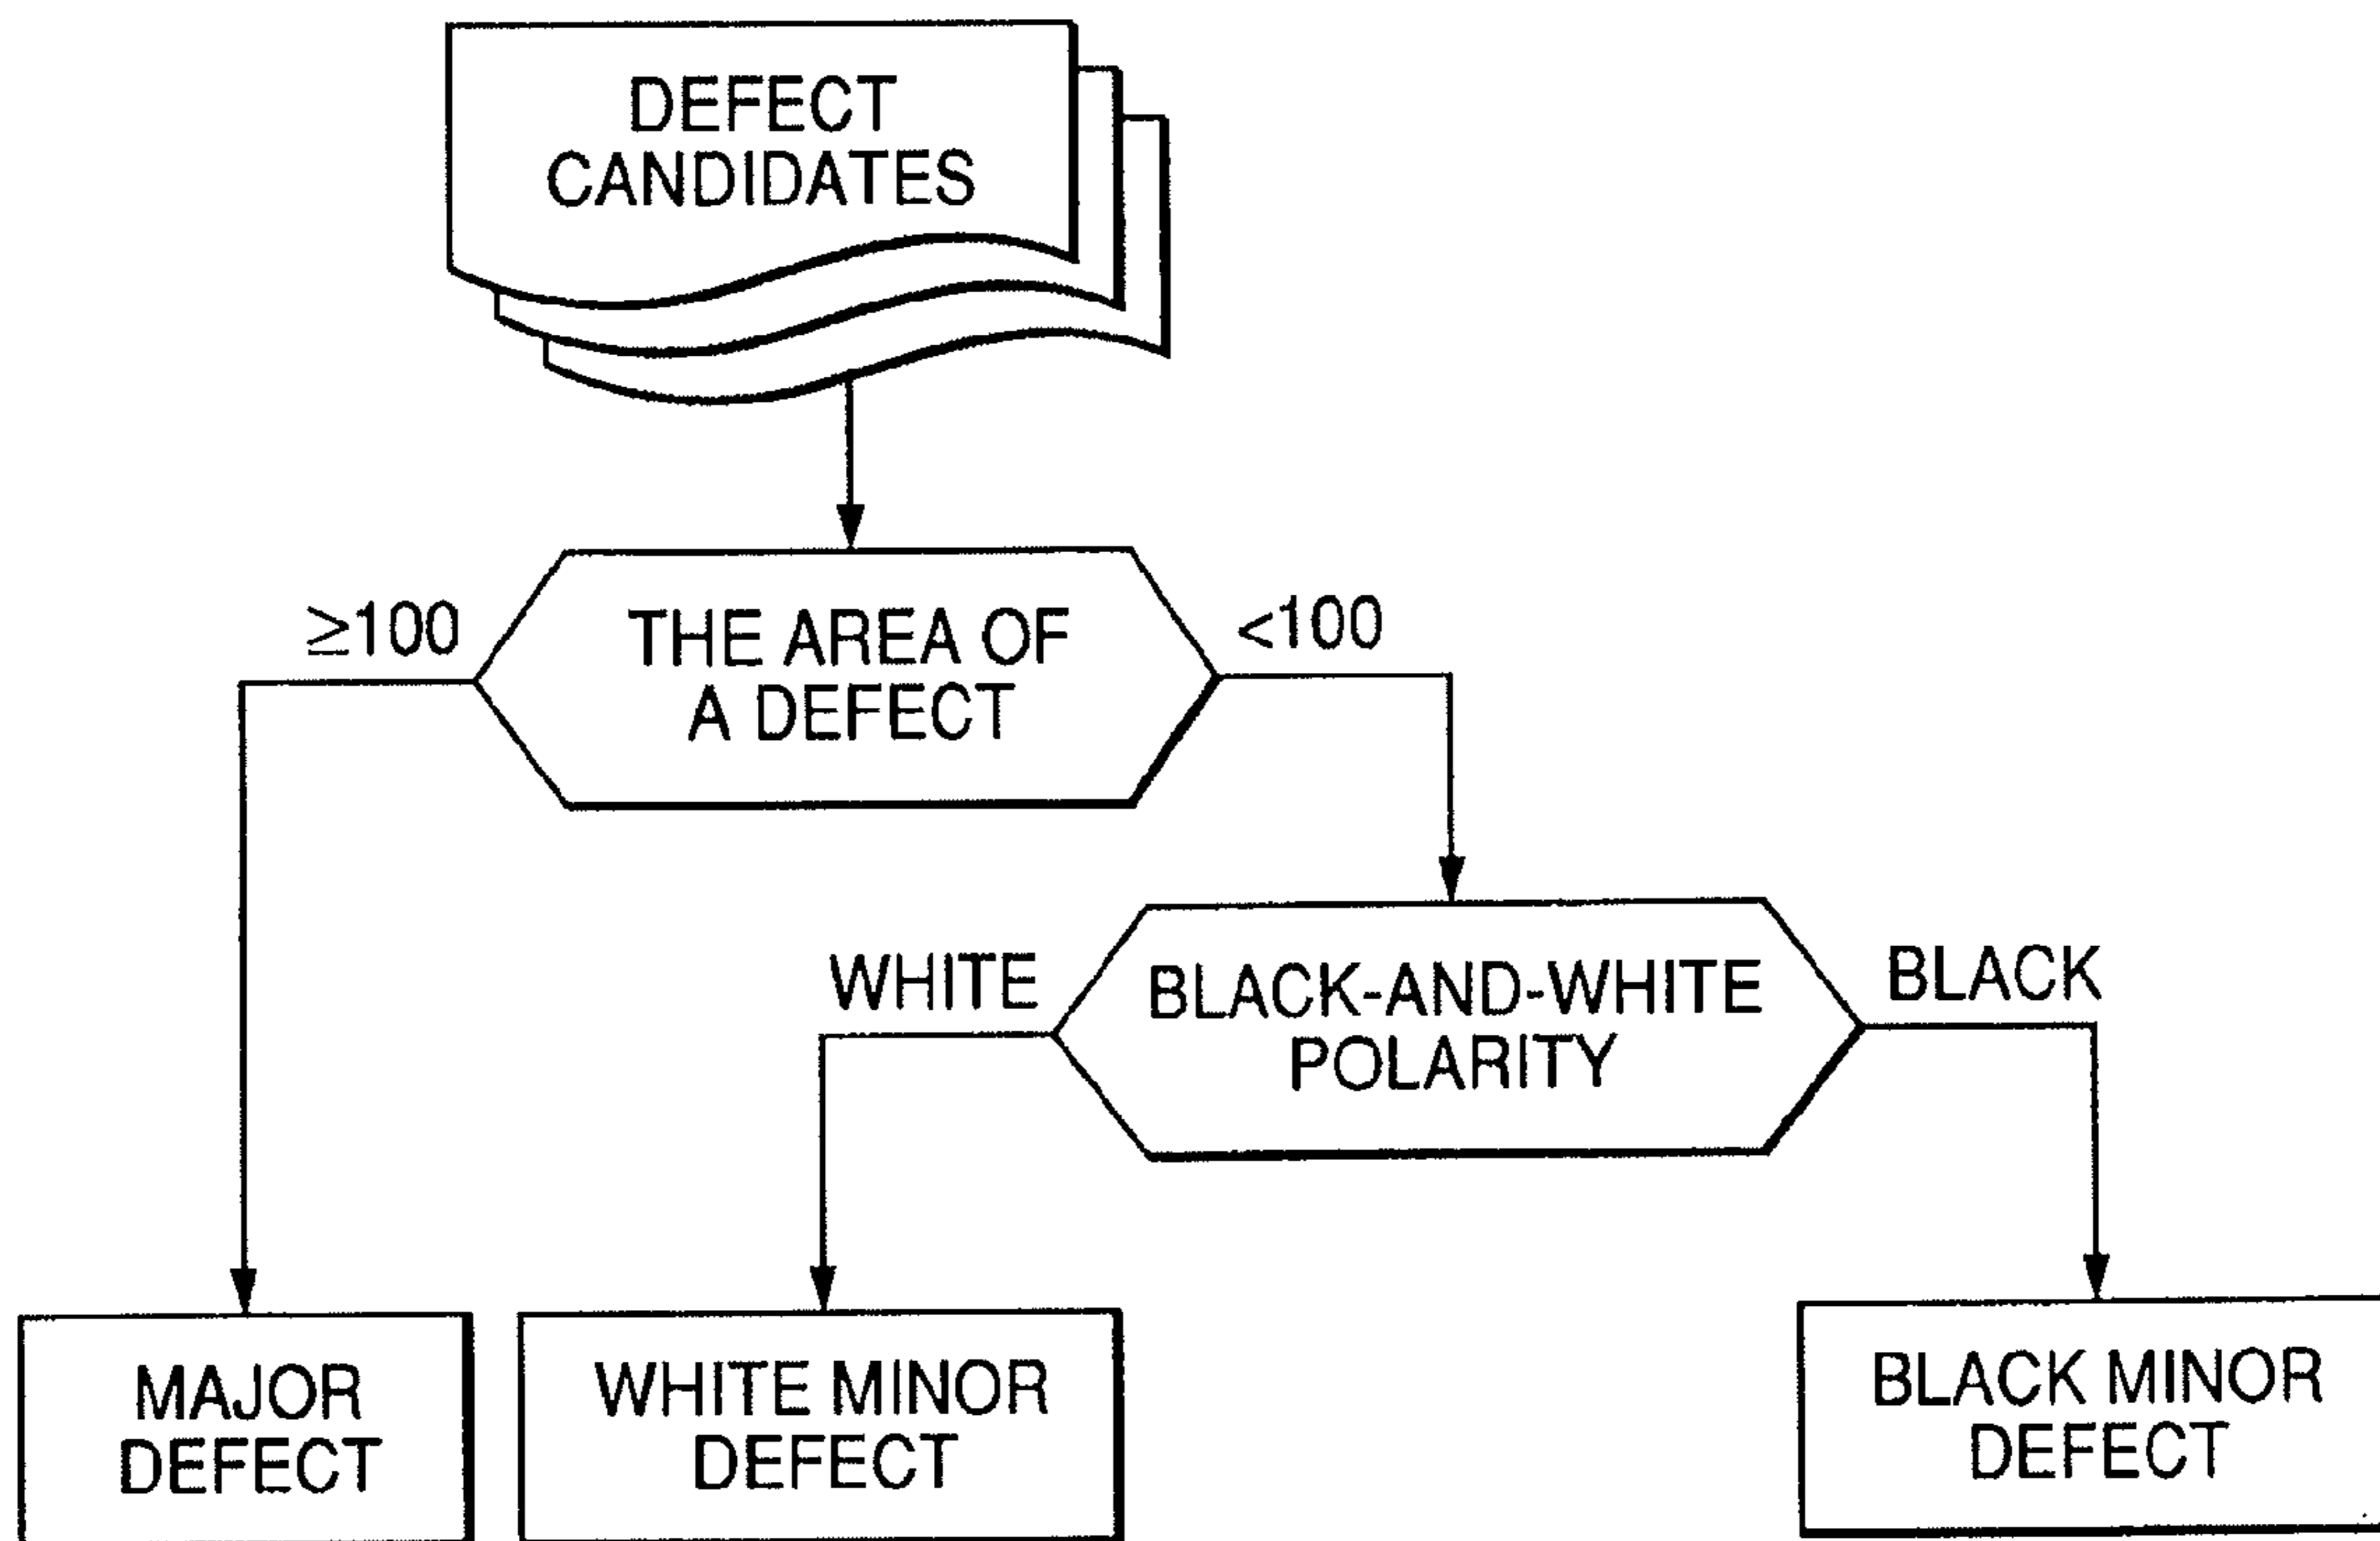 DEFECT
CANDIDATES
≥100
THE AREA OF
A DEFECT
<100
WHITE
BLACK-AND-WHITE
POLARITY
BLACK
MAJOR
DEFECT
WHITE MINOR
DEFECT
BLACK MINOR
DEFECT